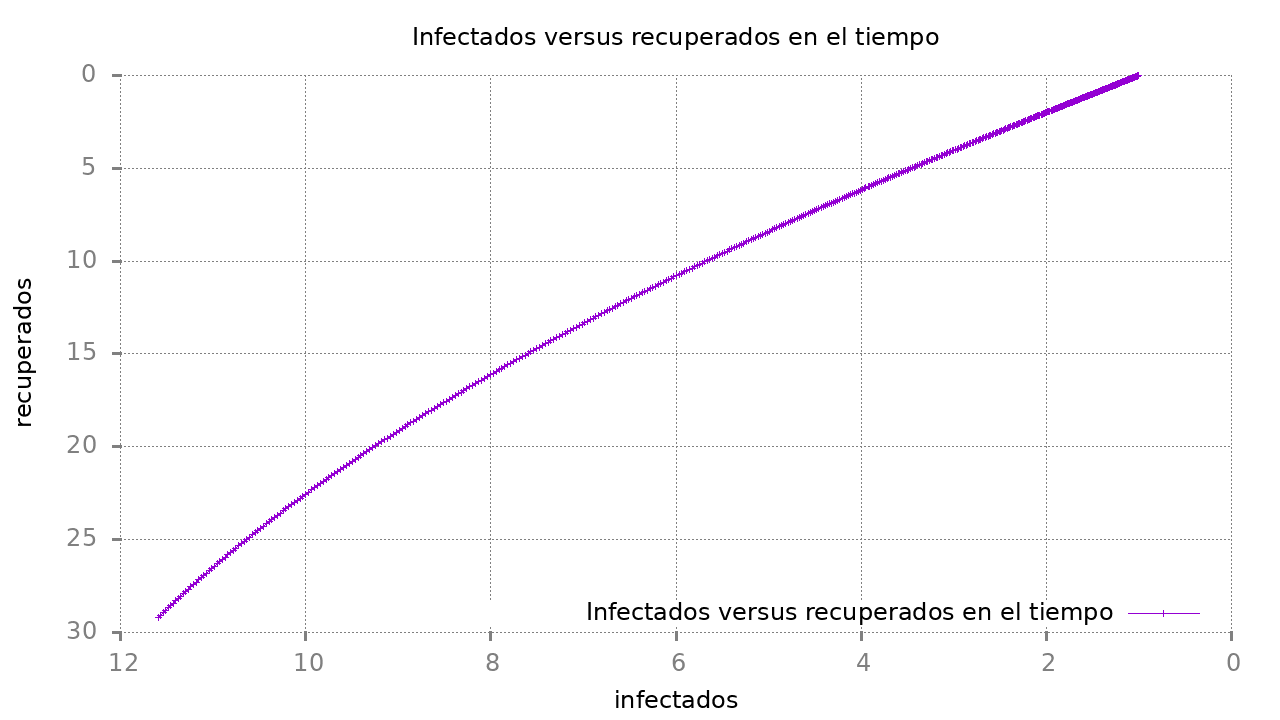 Infectados versus recuperados en el tiempo
0
5
10
15
20
25
30
recuperados
Infectados versus recuperados en el tiempo
12 10 8 6 4 2 0
infectados